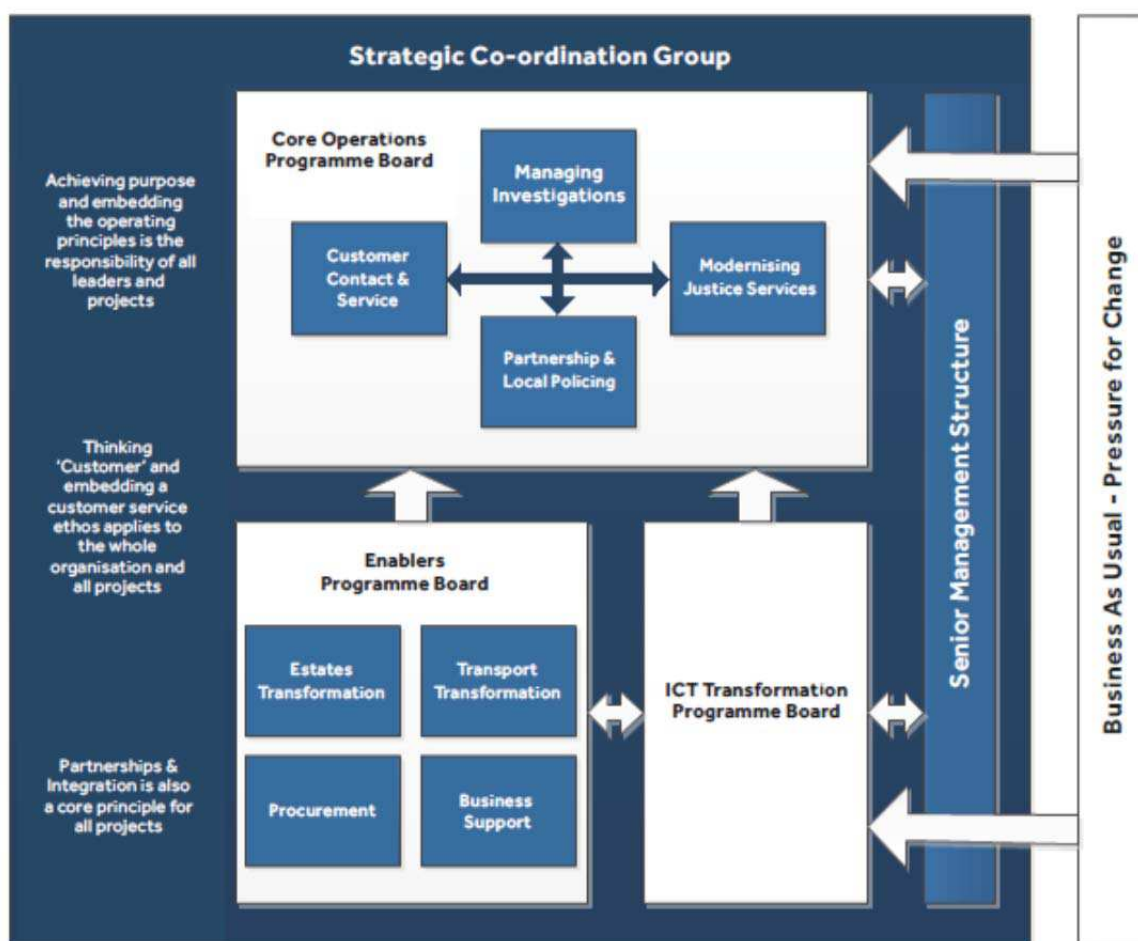 Strategic Co-ordination Group
Achieving purpose
and embedding
the operating
principles is the
responsibility of all
leaders and
projects
Thinking
'Customer' and
embedding a
customer service
ethos applies to
the whole
organisation and
all projects
Partnerships &
Integration is also
a core principle for
all projects
Core Operations
Programme Board
Managing
Investigations
Customer
Contact &
Service
Modernising
Justice Services
Partnership &
Local Policing
Enablers
Programme Board
Estates
Transformation
Transport
Transformation
Procurement
Business
Support
ICT Transformation
Programme Board
Senior Management Structure
Business As Usual - Pressure for Change